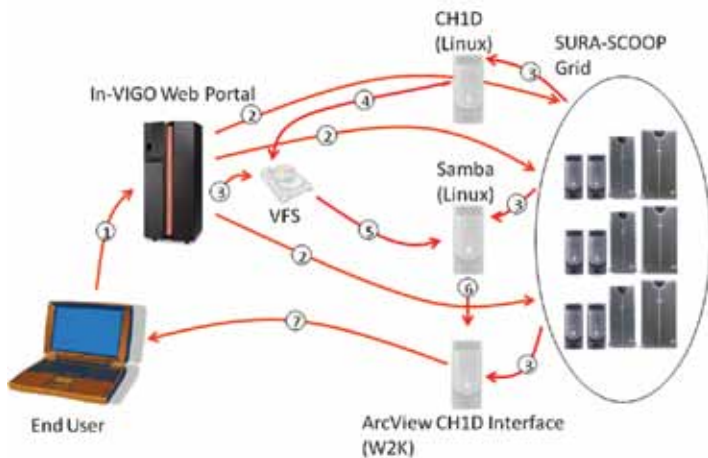 CH1D
(Linux)
SURA-SCOOP
Grid
In-VIGO Web Portal
3
4
2
2
3
VFS
Samba
(Linux)
3
1
5
2
6
7
3
End User
ArcView CH1D Interface
(W2K)